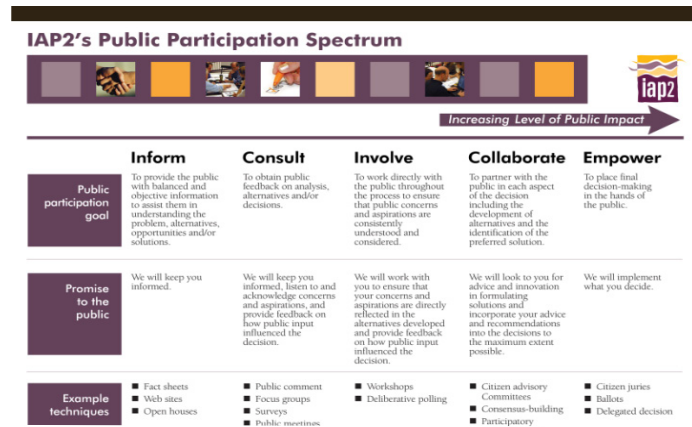 IAP2's Public Participation Spectrum
iap2
Increasing Level of Public Impact
Inform
Consult
Involve
Collaborate
Empower
Public
participation
goal
To provide the public
with balanced and
objective information
to assist them in
understanding the
problem, alternatives,
opportunities and/or
solutions.
To obtain public
feedback on analysis,
alternatives and/or
decisions.
To work directly with
the public throughout
the process to ensure
that public concerns
and aspirations are
consistently
understood and
considered.
To partner with the
public in each aspect
of the decision
including the
development of
alternatives and the
identification of the
preferred solution.
To place final
decision-making
in the hands of
the public.
Promise
to the
public
We will keep you
informed.
We will keep you
informed, listen to and
acknowledge concerns
and aspirations, and
provide feedback on
how public input
influenced the
decision.
We will work with
you to ensure that
your concerns and
aspirations are directly
reflected in the
alternatives developed
and provide feedback
on how public input
influenced the
decision.
We will look to you for
advice and innovation
in formulating
solutions and
incorporate your advice
and recommendations
into the decisions to
the maximum extent
possible.
We will implement
what you decide.
Example
techniques
■ Fact sheets
■ Web sites
■ Open houses
■ Public comment
■ Focus groups
■ Surveys
■ Public meetings
■ Workshops
■ Deliberative polling
■ Citizen advisory
Committees
■ Consensus-building
■ Participatory
■ Citizen juries
■ Ballots
■ Delegated decision